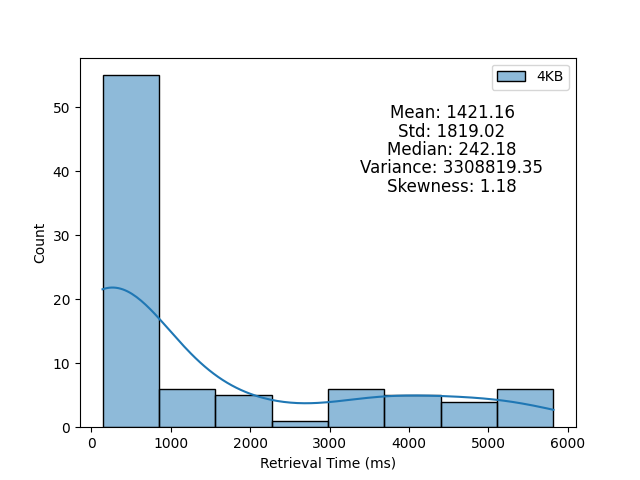 4KB
Mean: 1421.16
Std: 1819.02
Median: 242.18
Variance: 3308819.35
Skewness: 1.18
Count
50
40
30
20
10
0
0 1000 2000 3000 4000 5000 6000
Retrieval Time (ms)